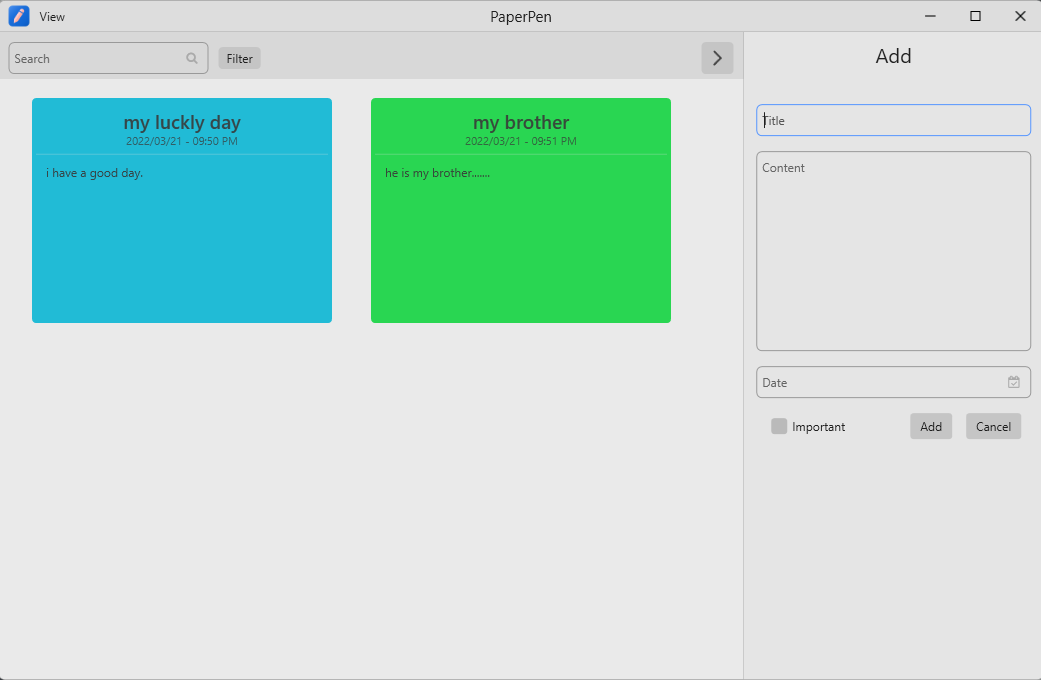 View
PaperPen
Search
Filter
Add
my luckly day
2022/03/21 - 09:50 PM
i have a good day.
my brother
2022/03/21 - 09:51 PM
he is my brother.......
Title
Content
Date
Important
Add
Cancel